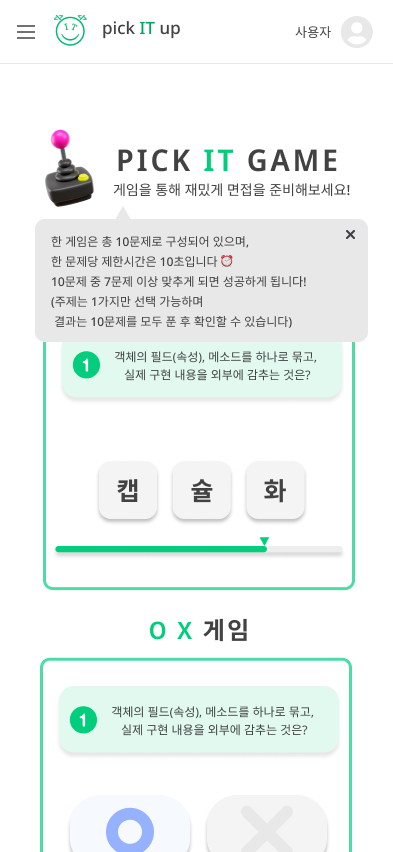 pick IT up
사용자
PICK IT GAME
게임을 통해 재밌게 면접을 준비해보세요!
한 게임은 총 10문제로 구성되어 있으며,
한 문제당 제한시간은 10초입니다⏰
10문제 중 7문제 이상 맞추게 되면 성공하게 됩니다!
(주제는 1가지만 선택 가능하며
결과는 10문제를 모두 푼 후 확인할 수 있습니다)
1
객체의 필드(속성), 메소드를 하나로 묶고,
실제 구현 내용을 외부에 감추는 것은?
캡 슐 화
O X 게임
1
객체의 필드(속성), 메소드를 하나로 묶고,
실제 구현 내용을 외부에 감추는 것은?